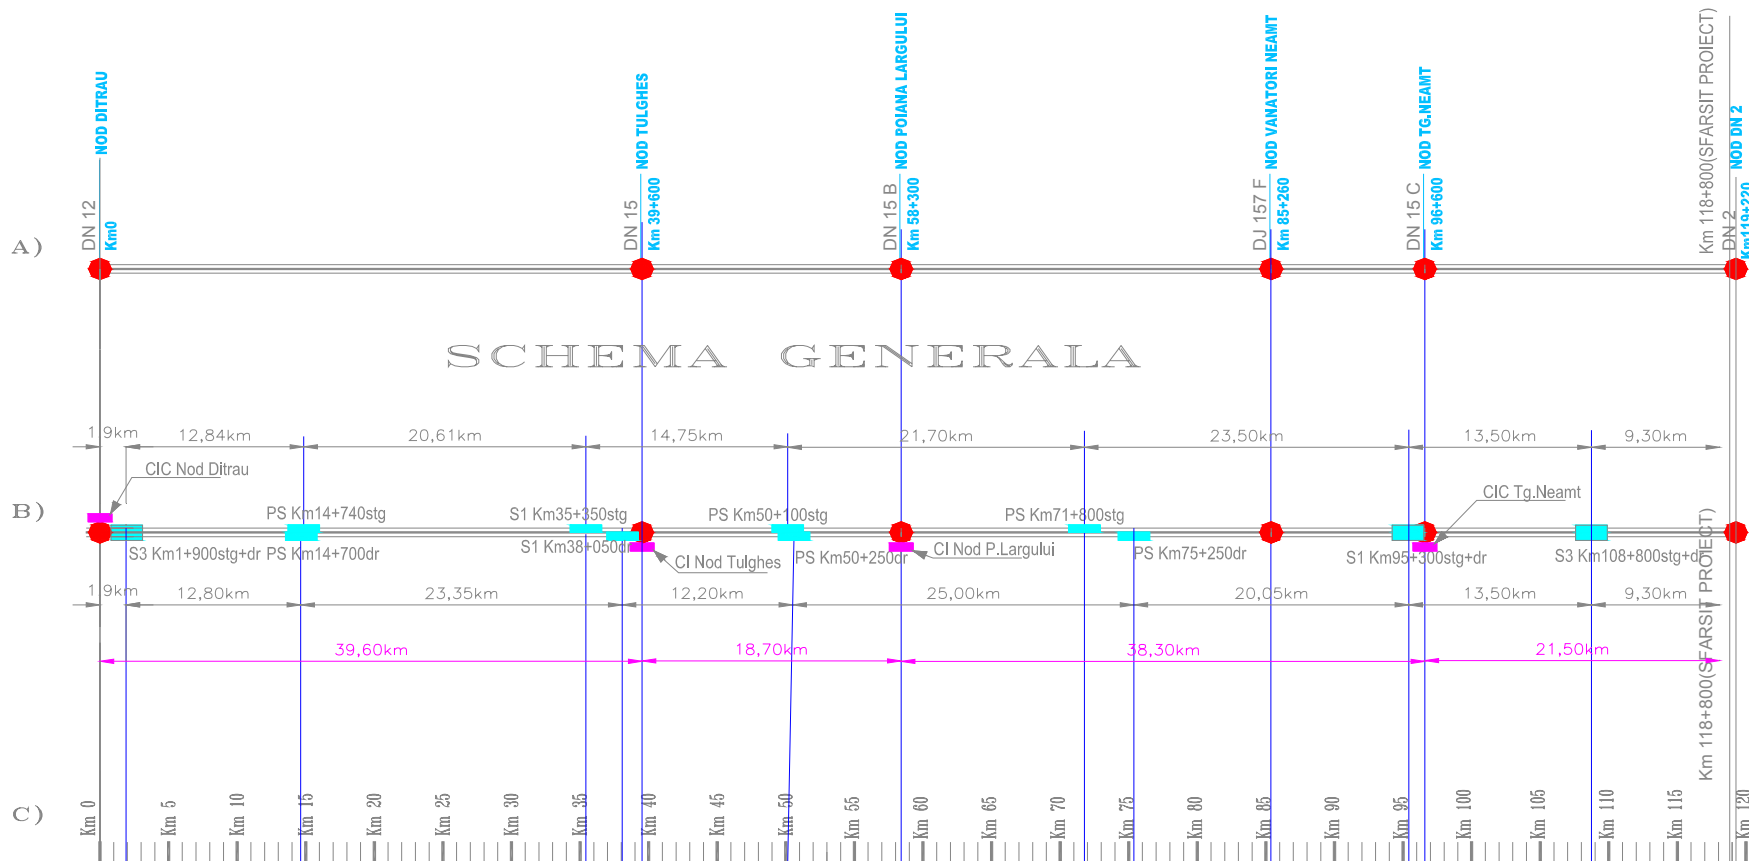 NOD DITRAU
DN 12
Km0
NOD TULGHES
DN 15
Km 39+600
NOD POIANA LARGULUI
DN 15 B
Km 58+300
NOD VANATORI NEAMT
DJ 157 F
Km 85+260
NOD TG.NEAMT
DN 15 C
Km 96+600
Km 118+800(SFARSIT PROIECT)
NOD DN 2
DN 2
Km119+220
A)
SCHEMA GENERALA
1,9km
12,84km
20,61km
14,75km
21,70km
23,50km
13,50km
9,30km
CIC Nod Ditrau
CIC Tg.Neamt
B)
PS Km14+740stg
S1 Km35+350stg
PS Km50+100stg
PS Km71+800stg
S3 Km1+900stg+dr
PS Km14+700dr
S1 Km38+050dr
CI Nod Tulghes
PS Km50+250dr
CI Nod P.Largului
PS Km75+250dr
S1 Km95+300stg+dr
S3 Km108+800stg+dr
1,9km
12,80km
23,35km
12,20km
25,00km
20,05km
13,50km
9,30km
39,60km
18,70km
38,30km
21,50km
Km 118+800(SFARSIT PROIECT)
C)
Km 0
Km 5
Km 10
Km 15
Km 20
Km 25
Km 30
Km 35
Km 40
Km 45
Km 50
Km 55
Km 60
Km 65
Km 70
Km 75
Km 80
Km 85
Km 90
Km 95
Km 100
Km 105
Km 110
Km 115
Km 120